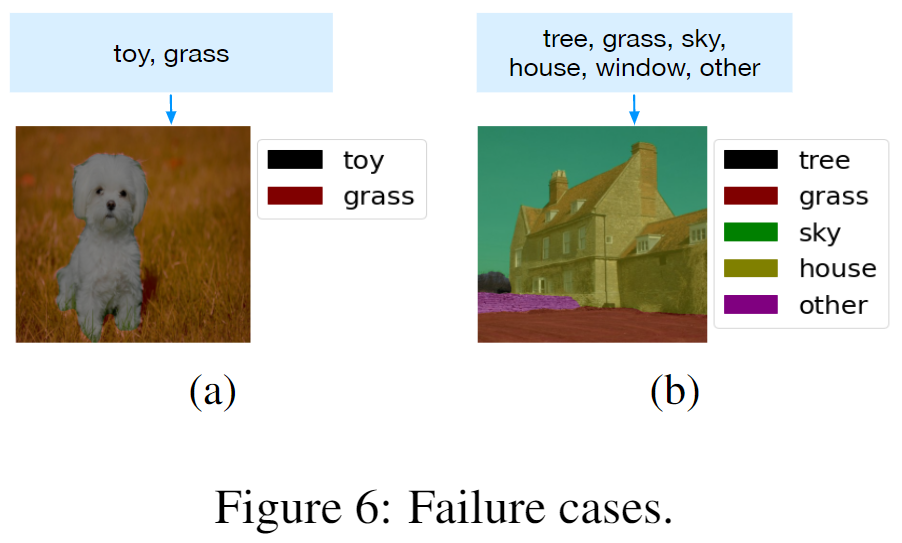 toy, grass
tree, grass, sky,
house, window, other
toy
grass
tree
grass
sky
house
other
(a)
(b)
Figure 6: Failure cases.